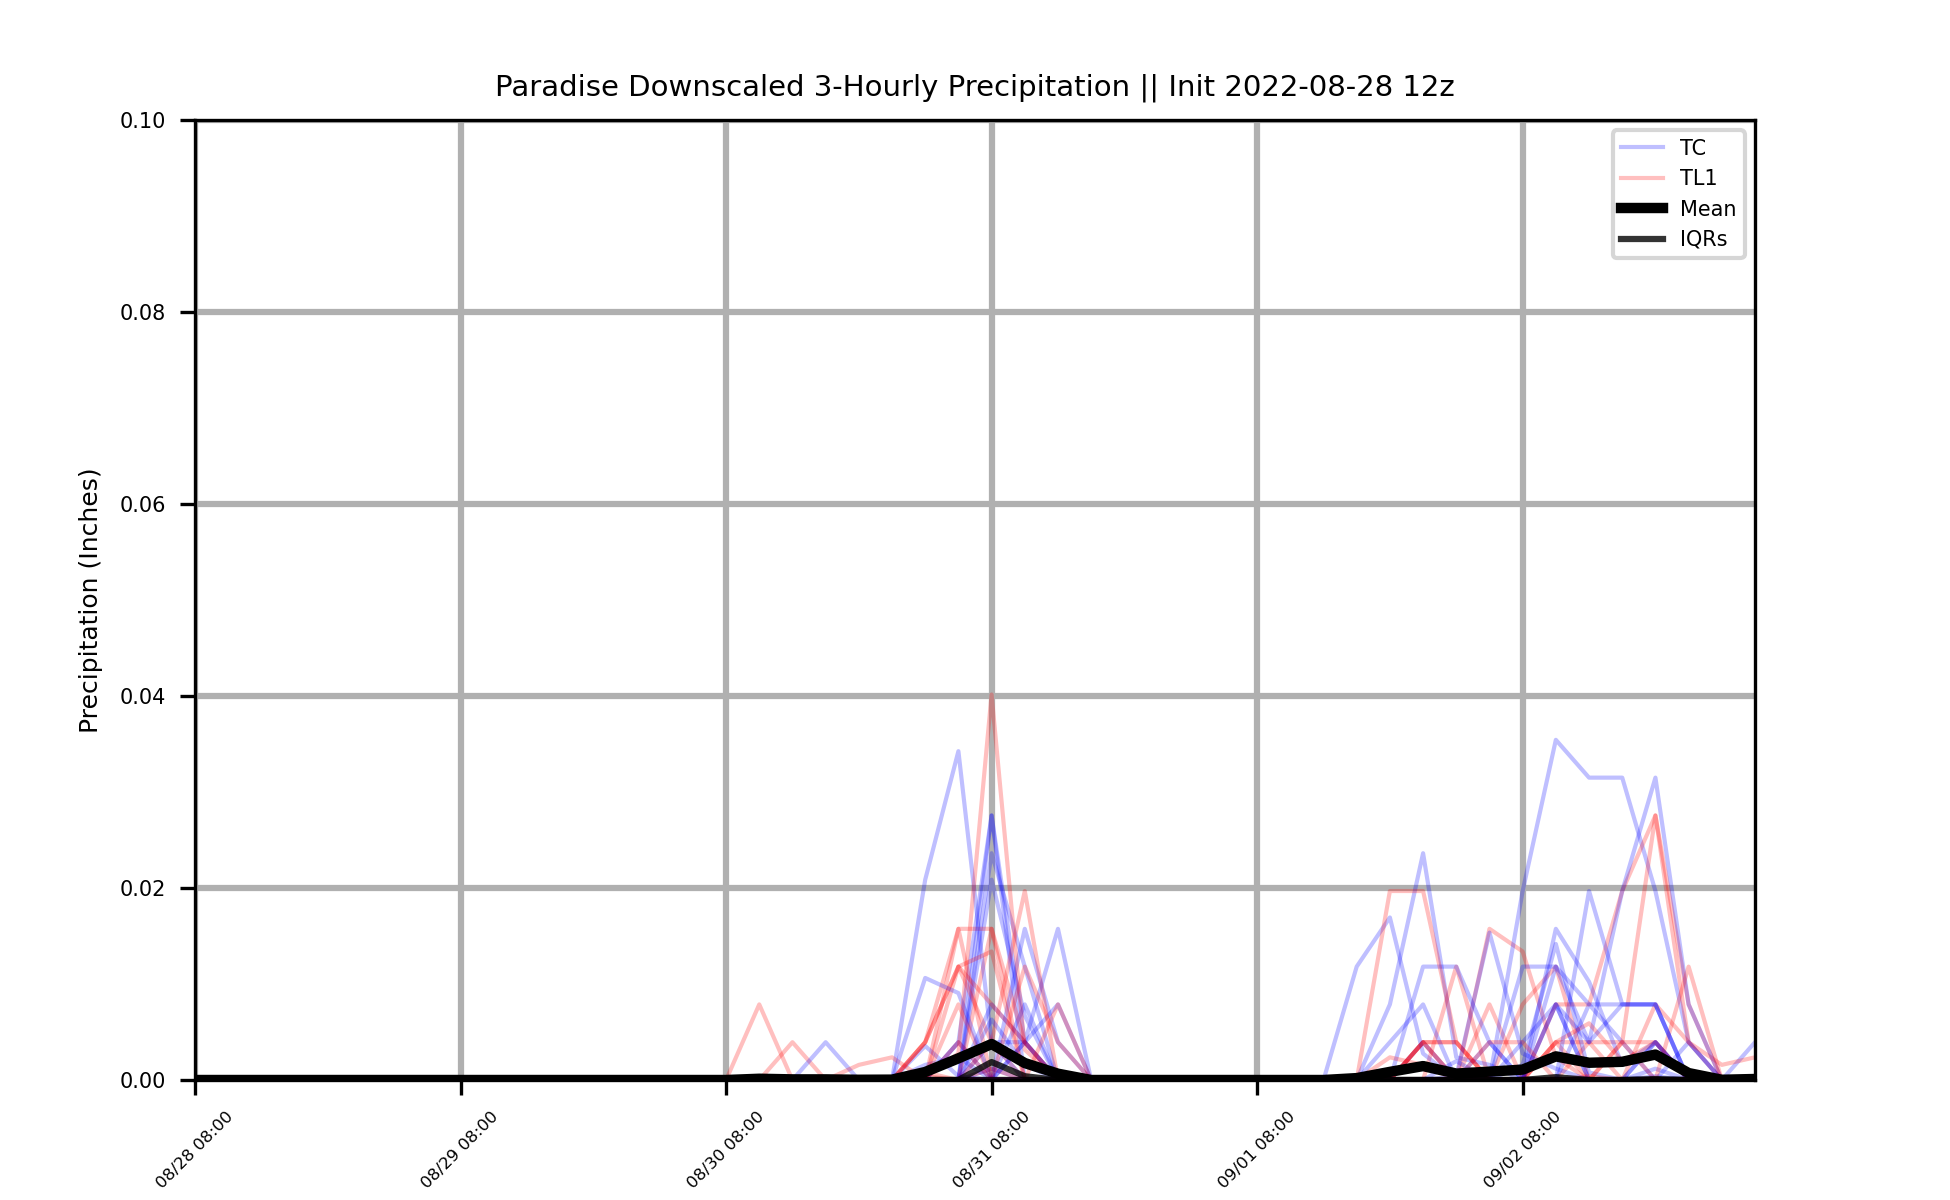 Paradise Downscaled 3-Hourly Precipitation || Init 2022-08-28 12z
TC
TL1
Mean
IQRs
Precipitation (Inches)
0.10
0.08
0.06
0.04
0.02
0.00
08/28 08:00
08/29 08:00
08/30 08:00
08/31 08:00
09/01 08:00
09/02 08:00